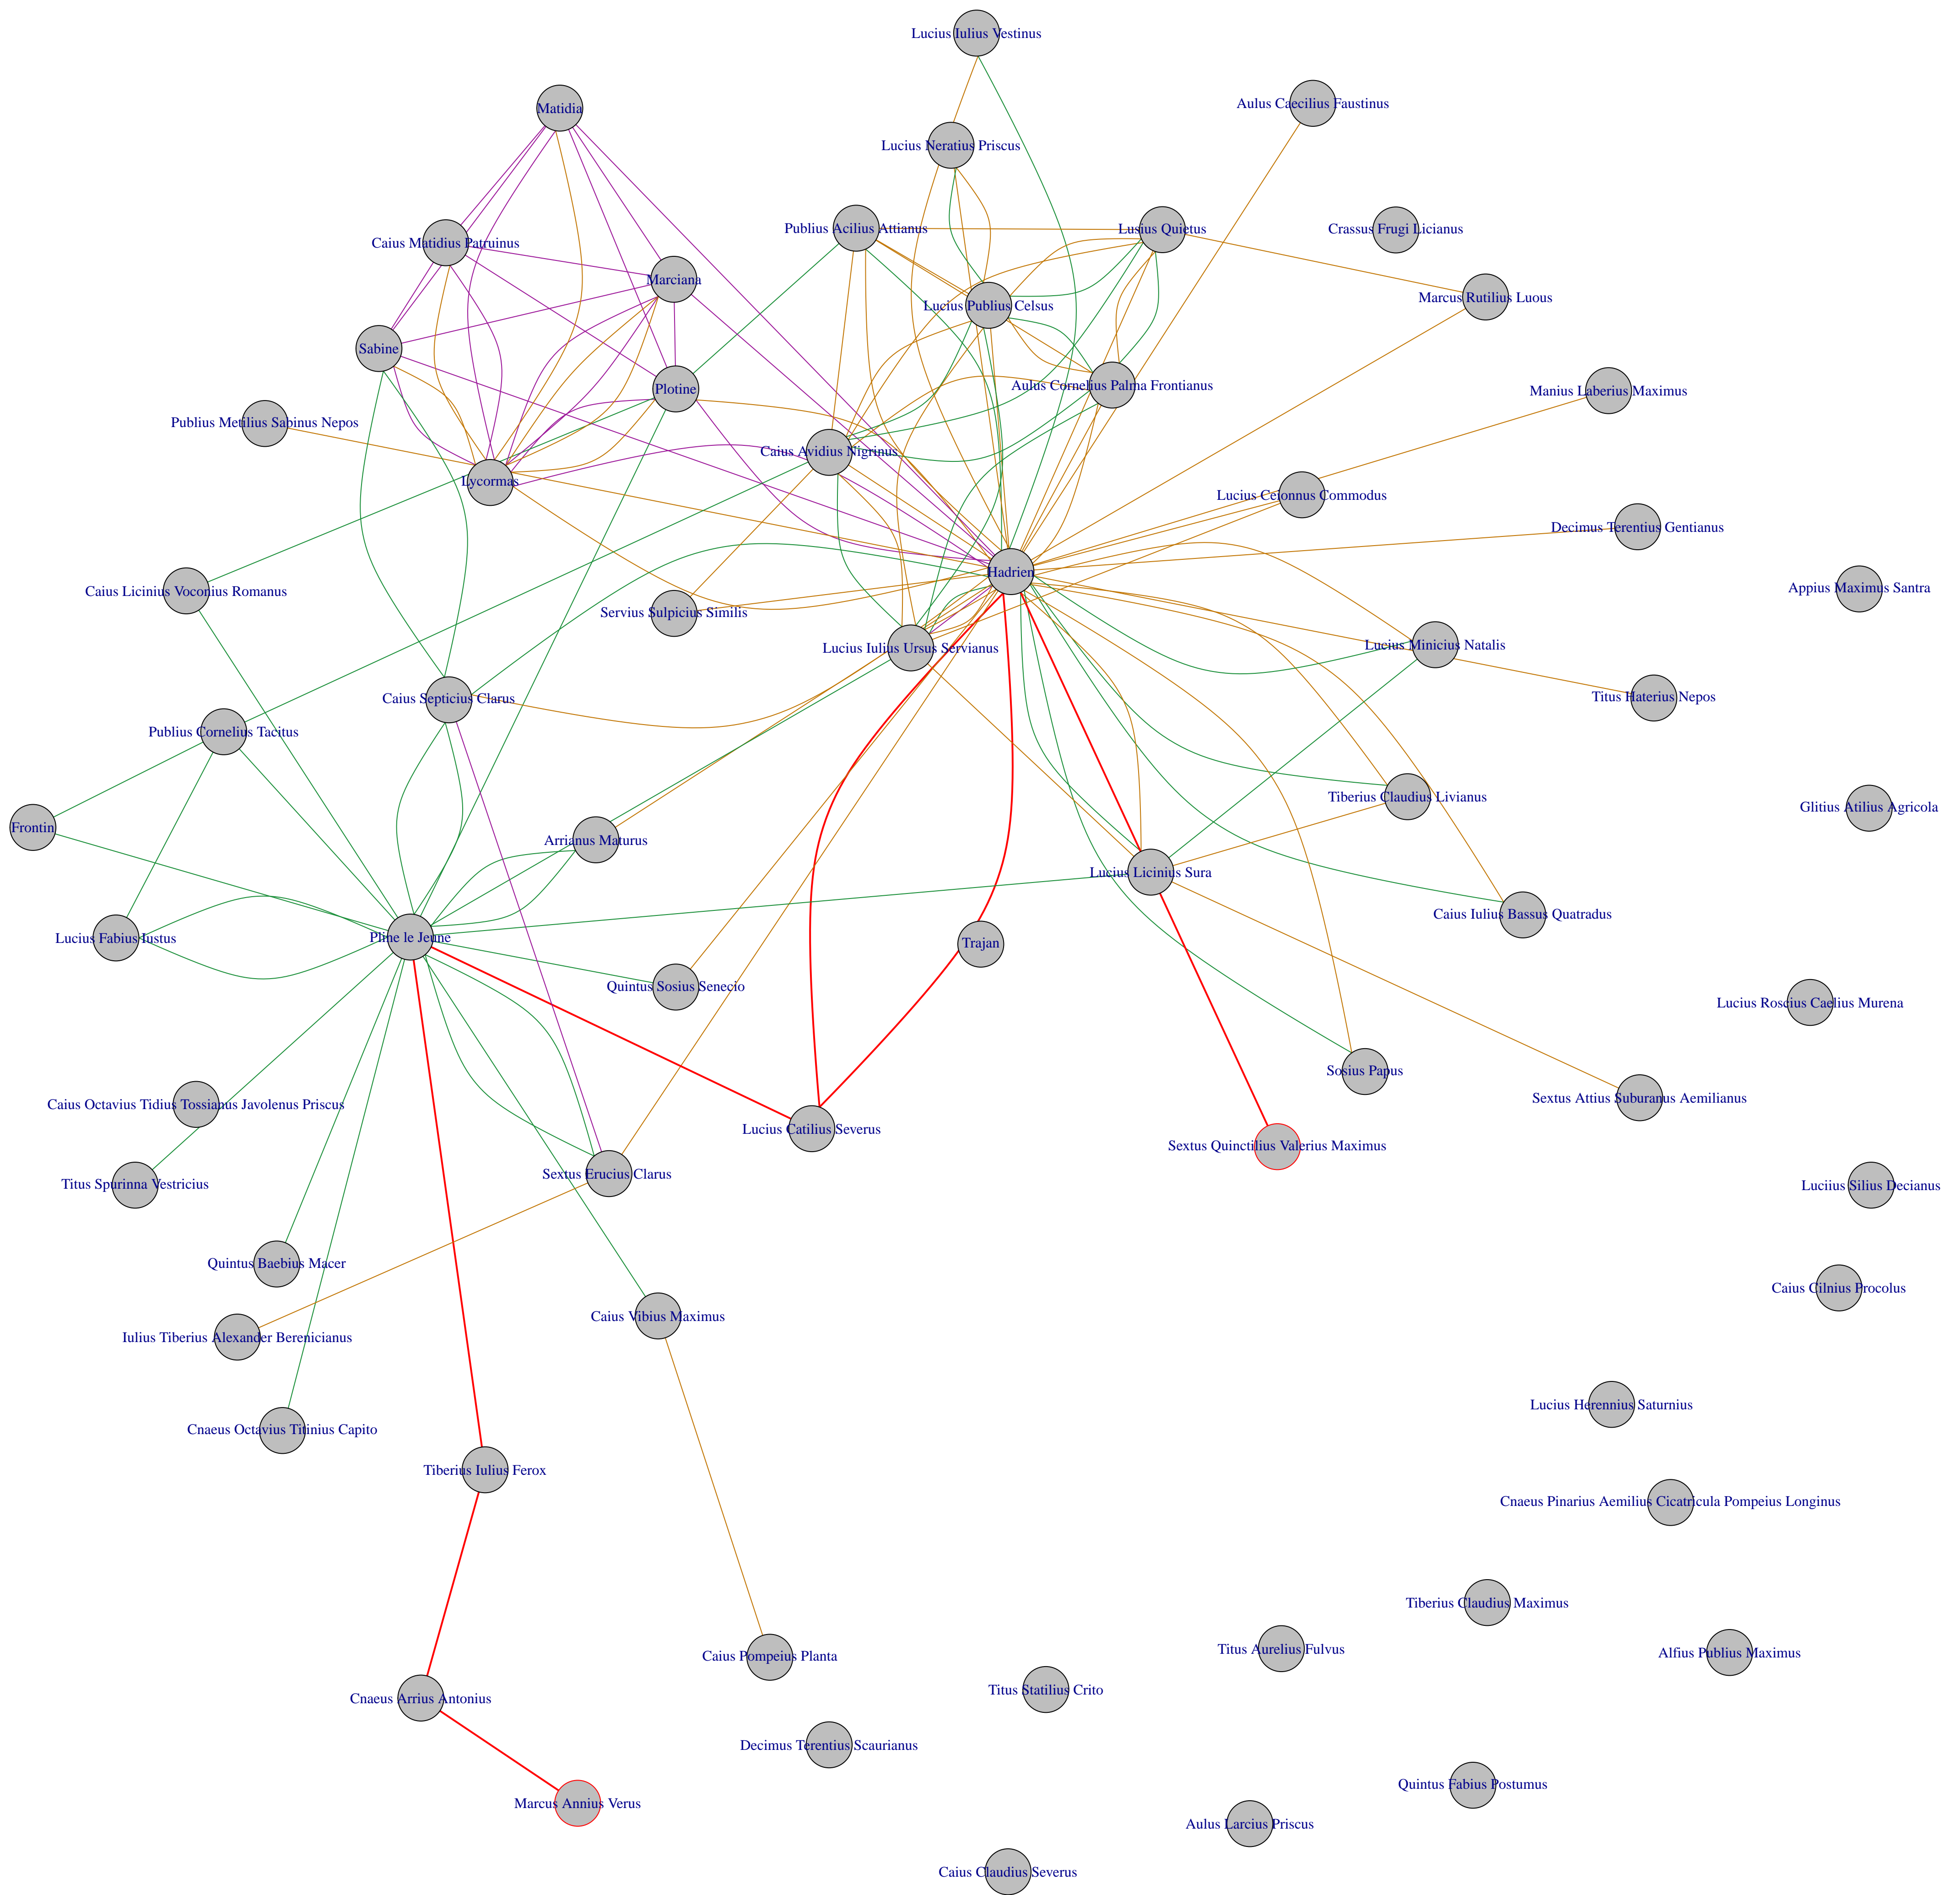 Lucius Iulius Vestinus
Matidia
Aulus Caecilius Faustinus
Lucius Neratius Priscus
Caius Matidius Patruinus
Publius Acilius Attianus
Lusius Quietus
Crassus Frugi Licianus
Marciana
Marcus Rutilius Luous
Lucius Publius Celsus
Sabine
Plotine
Aulus Cornelius Palma Frontianus
Manius Laberius Maximus
Publius Metilius Sabinus Nepos
Caius Avidius Nigrinus
Lycormas
Lucius Ceionnus Commodus
Decimus Terentius Gentianus
Hadrien
Caius Licinius Voconius Romanus
Appius Maximus Santra
Servius Sulpicius Similis
Lucius Iulius Ursus Servianus
Lucius Minicius Natalis
Caius Septicius Clarus
Titus Haterius Nepos
Publius Cornelius Tacitus
Tiberius Claudius Livianus
Glitius Atilius Agricola
Frontin
Arrianus Maturus
Lucius Licinius Sura
Caius Iulius Bassus Quatradus
Lucius Fabius Iustus
Pline le Jeune
Trajan
Quintus Sosius Senecio
Lucius Roscius Caelius Murena
Sosius Papus
Sextus Attius Suburanus Aemilianus
Caius Octavius Tidius Tossianus Javolenus Priscus
Lucius Catilius Severus
Sextus Quinctilius Valerius Maximus
Sextus Erucius Clarus
Titus Spurinna Vestricius
Luciius Silius Decianus
Quintus Baebius Macer
Caius Cilnius Procolus
Caius Vibius Maximus
Iulius Tiberius Alexander Berenicianus
Lucius Herennius Saturnius
Cnaeus Octavius Titinius Capito
Tiberius Iulius Ferox
Cnaeus Pinarius Aemilius Cicatricula Pompeius Longinus
Tiberius Claudius Maximus
Titus Aurelius Fulvus
Alfius Publius Maximus
Caius Pompeius Planta
Titus Statilius Crito
Cnaeus Arrius Antonius
Decimus Terentius Scaurianus
Quintus Fabius Postumus
Marcus Annius Verus
Aulus Larcius Priscus
Caius Claudius Severus